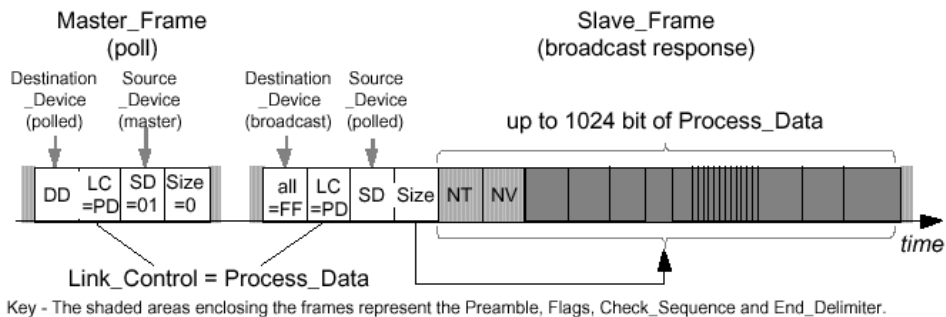 Master_Frame
(poll)
Slave_Frame
(broadcast response)
Destination
_Device
(polled)
Source
_Device
(master)
Destination
_Device
(broadcast)
Source
_Device
(polled)
up to 1024 bit of Process_Data
DD
LC
=PD
SD
=01
Size
=0
all
=FF
LC
=PD
SD
Size
NT
NV
time
Link_Control = Process_Data
Key - The shaded areas enclosing the frames represent the Preamble, Flags, Check_Sequence and End_Delimiter.